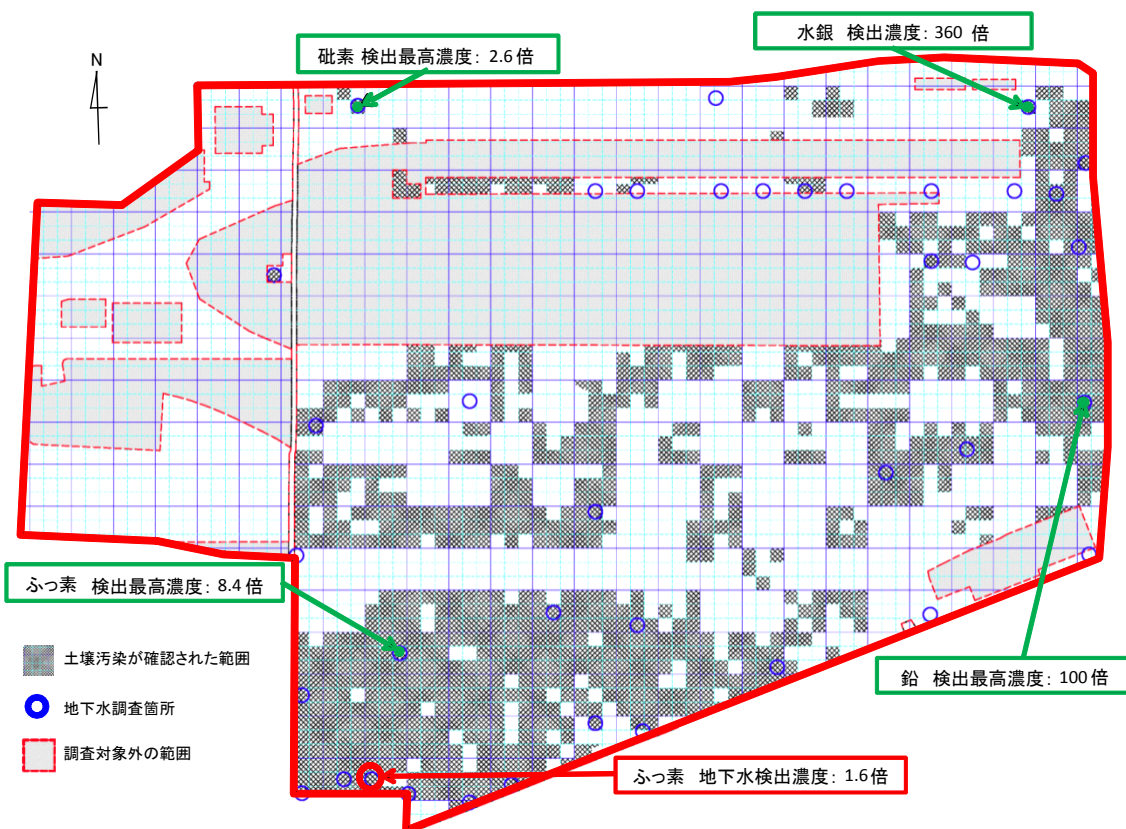 水銀 検出濃度: 360 倍
砒素 検出最高濃度: 2.6 倍
N
ふっ素 検出最高濃度: 8.4 倍
土壌汚染が確認された範囲
鉛 検出最高濃度: 100 倍
地下水調査箇所
調査対象外の範囲
ふっ素 地下水検出濃度: 1.6 倍